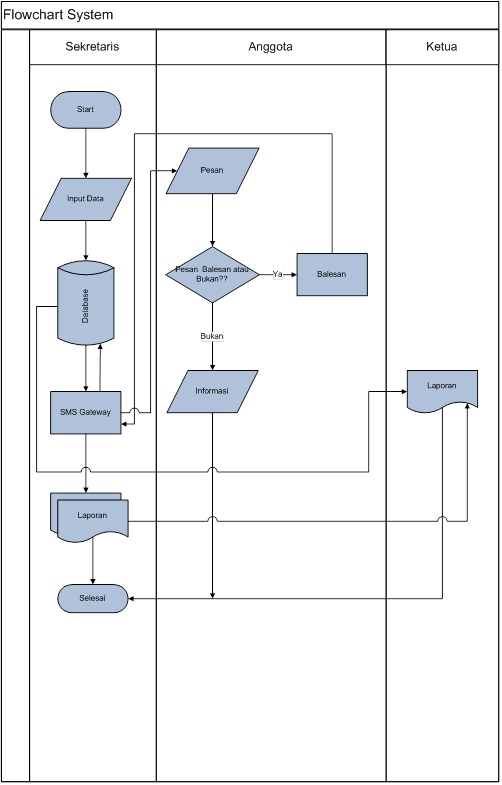 Flowchart System
Sekretaris
Anggota
Ketua
Start
Pesan
Input Data
Pesan Balesan atau
Bukan??
Ya
Balesan
Database
Bukan
Informasi
Laporan
SMS Gateway
Laporan
Selesai